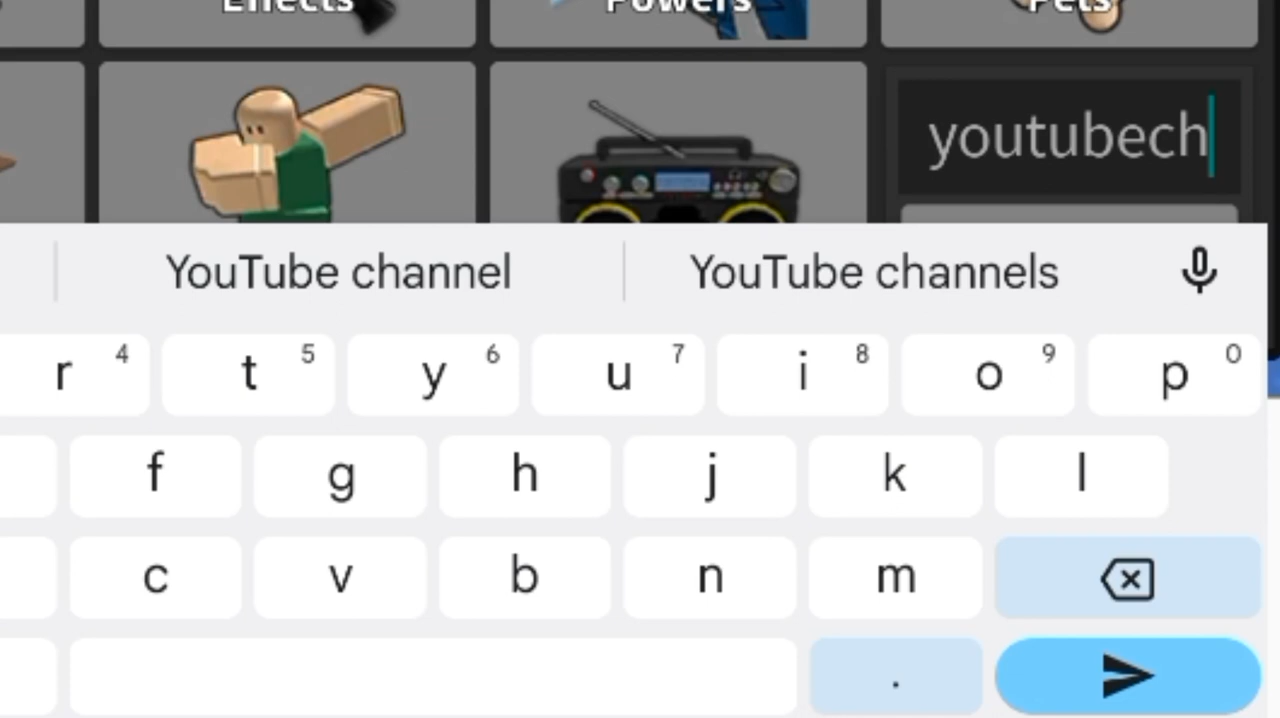 Effects Powers Pets
youtubech
YouTube channel YouTube channels
r 4 t 5 y 6 u 7 i 8 o 9 p 0
f g h j k l
c v b n m
.